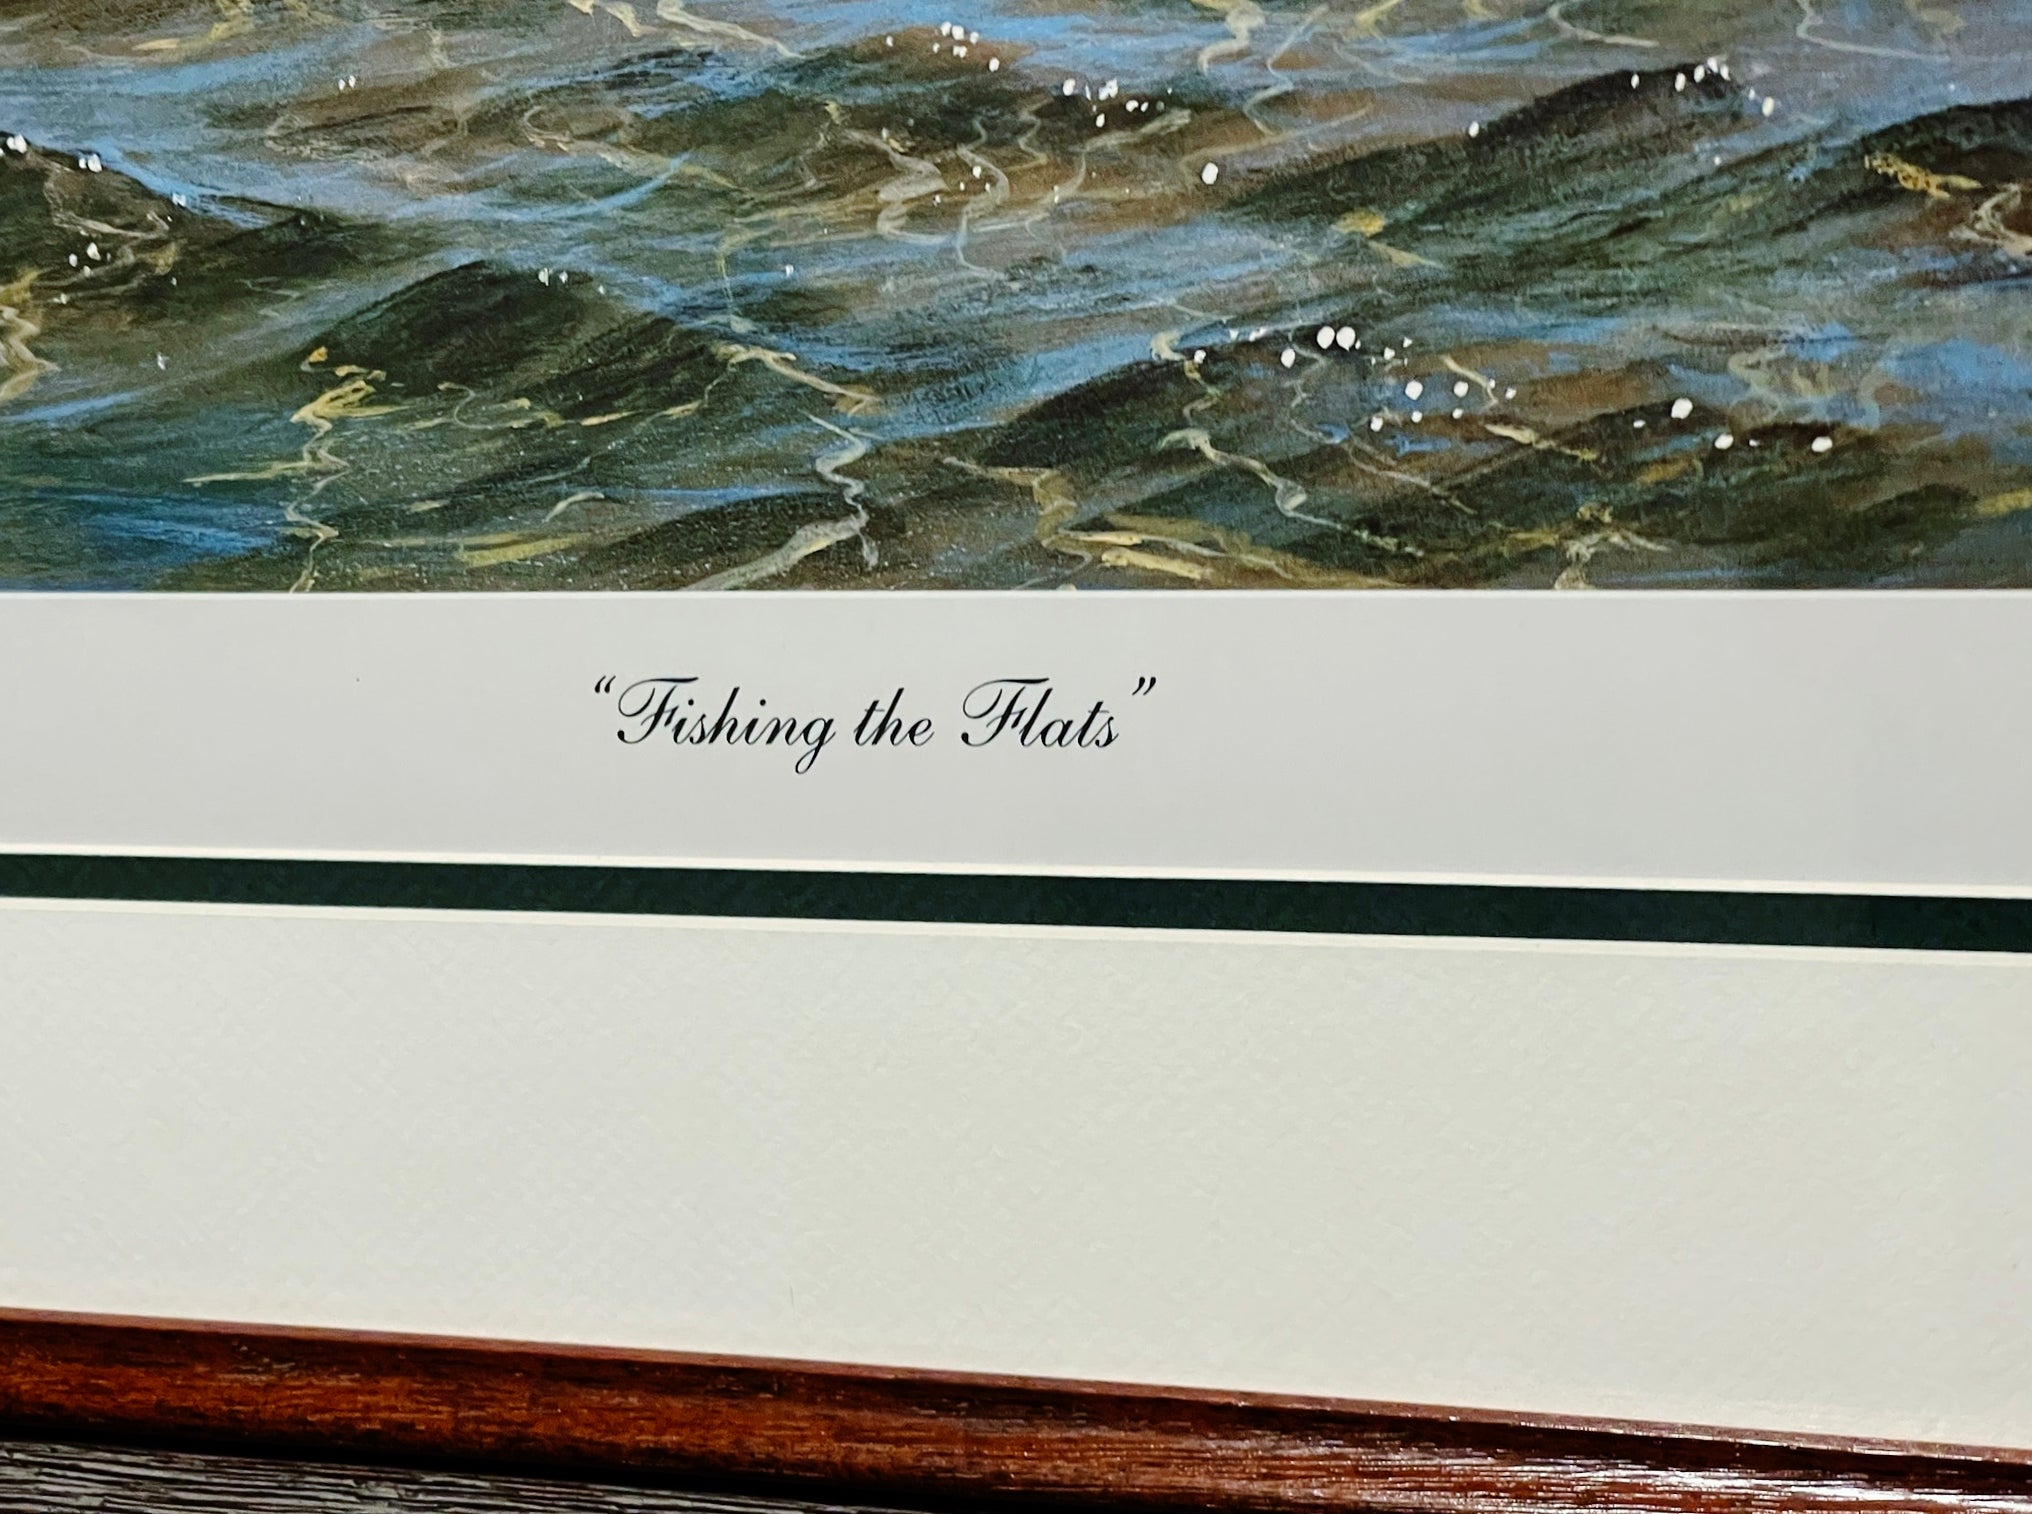 “Fishing the Flats”